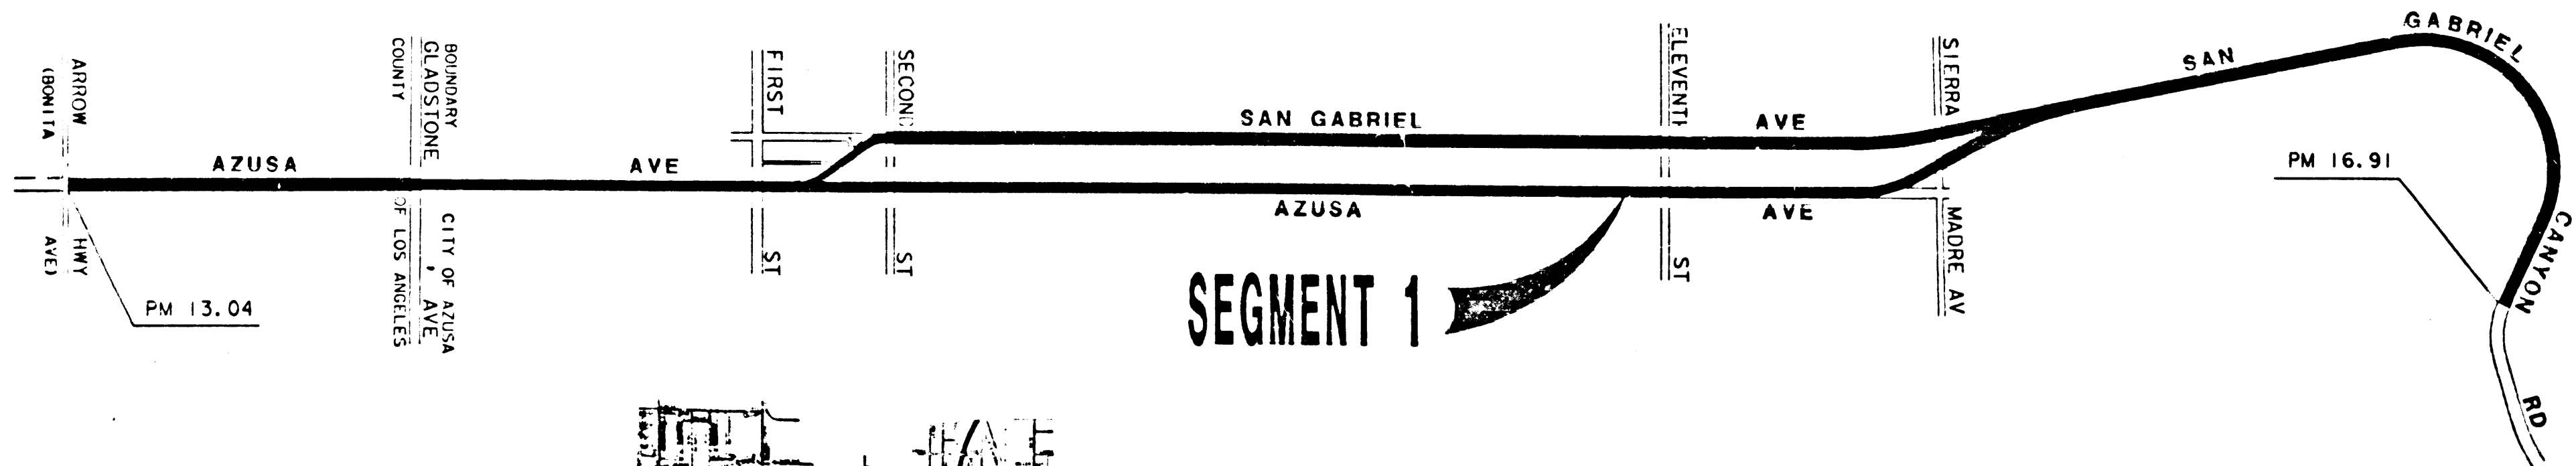 ARROW HWY
(BONITA AVE)
AZUSA AVE
PM 13.04
BOUNDARY
GLADSTONE AVE
COUNTY OF LOS ANGELES
CITY OF AZUSA
FIRST ST
SECOND ST
SAN GABRIEL AVE
AZUSA AVE
SEGMENT 1
ELEVENTH ST
SIERRA MADRE AV
SAN GABRIEL CANYON RD
PM 16.91